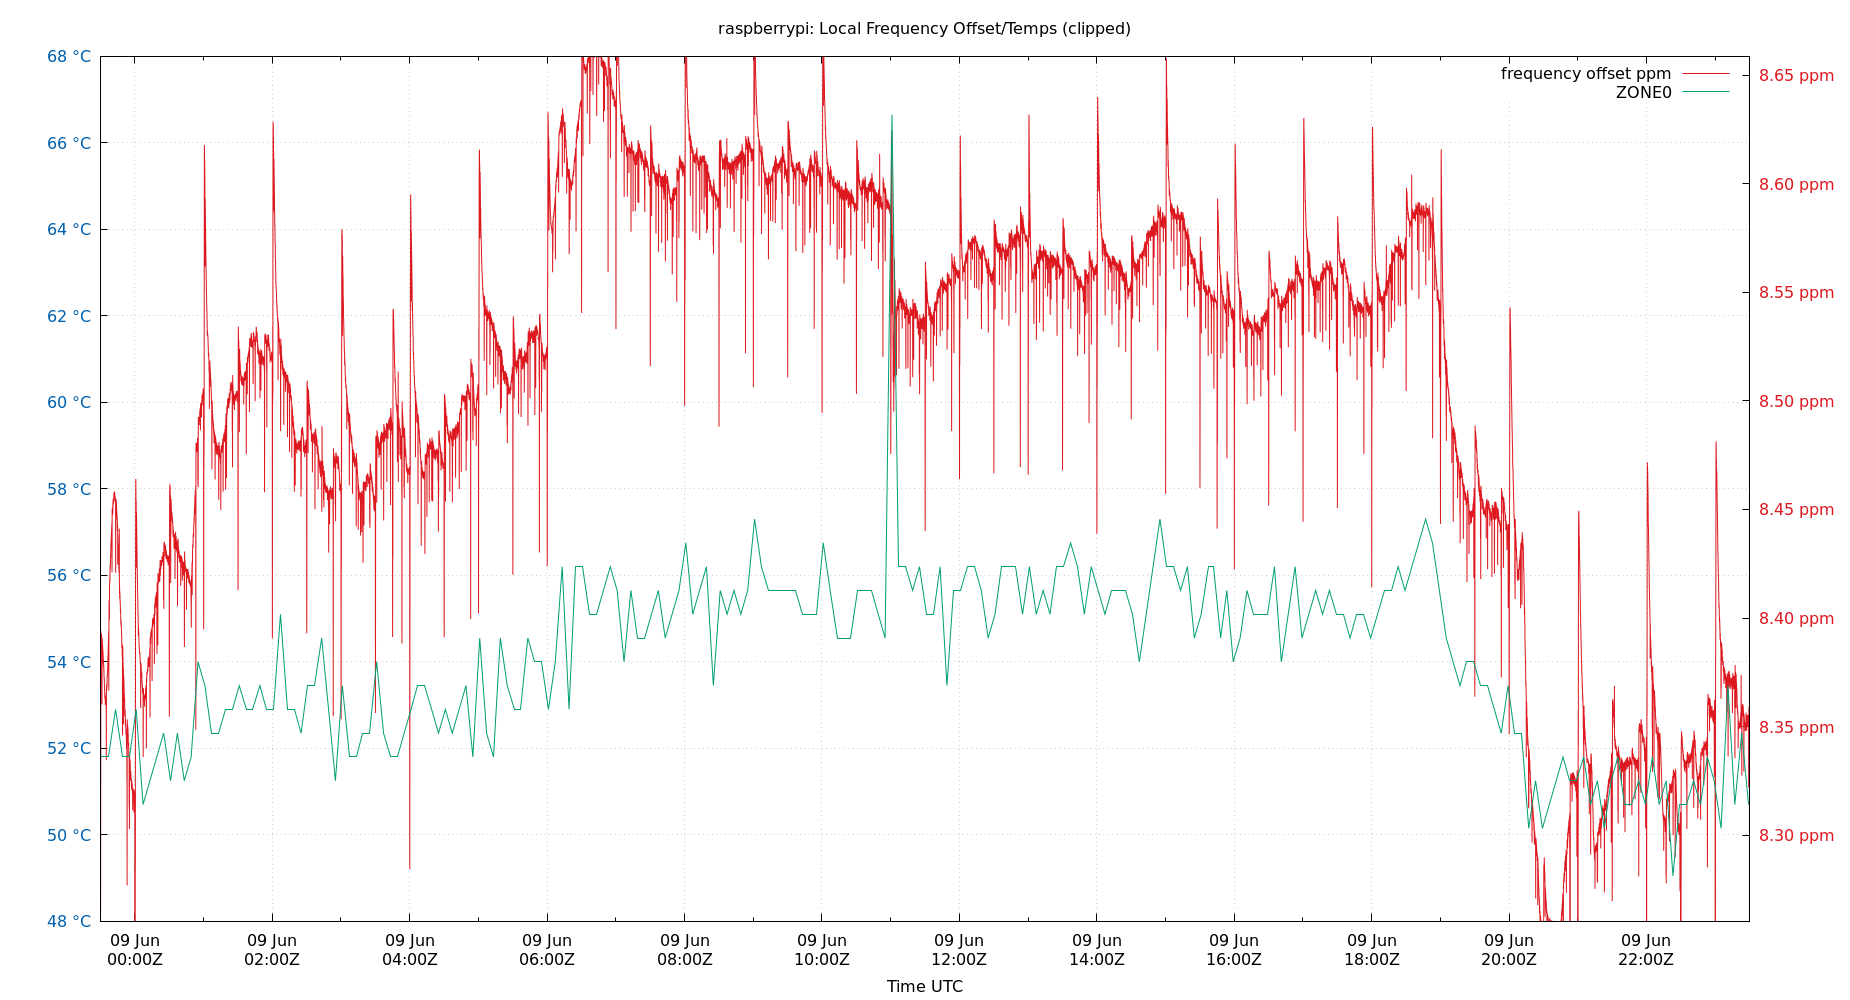 raspberrypi: Local Frequency Offset/Temps (clipped)
frequency offset ppm
ZONE0
68 °C
66 °C
64 °C
62 °C
60 °C
58 °C
56 °C
54 °C
52 °C
50 °C
48 °C
8.65 ppm
8.60 ppm
8.55 ppm
8.50 ppm
8.45 ppm
8.40 ppm
8.35 ppm
8.30 ppm
09 Jun 09 Jun 09 Jun 09 Jun 09 Jun 09 Jun 09 Jun 09 Jun 09 Jun 09 Jun 09 Jun 09 Jun
00:00Z 02:00Z 04:00Z 06:00Z 08:00Z 10:00Z 12:00Z 14:00Z 16:00Z 18:00Z 20:00Z 22:00Z
Time UTC